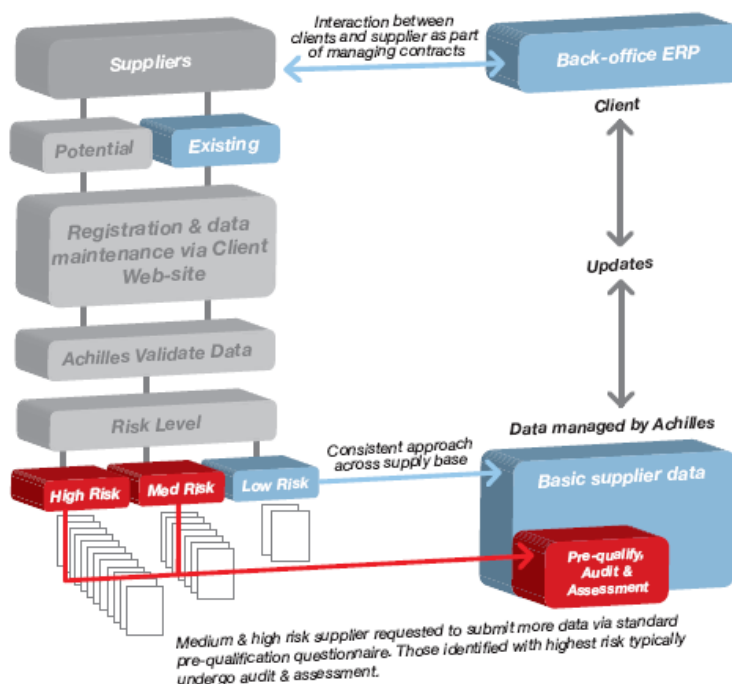 Interaction between
clients and supplier as part
of managing contracts
Suppliers
Back-office ERP
Client
Potential
Existing
Registration & data
maintenance via Client
Web-site
Updates
Achilles Validate Data
Risk Level
Data managed by Achilles
Consistent approach
across supply base
Basic supplier data
High Risk
Med Risk
Low Risk
Pre-qualify,
Audit &
Assessment
Medium & high risk supplier requested to submit more data via standard
pre-qualification questionnaire. Those identified with highest risk typically
undergo audit & assessment.